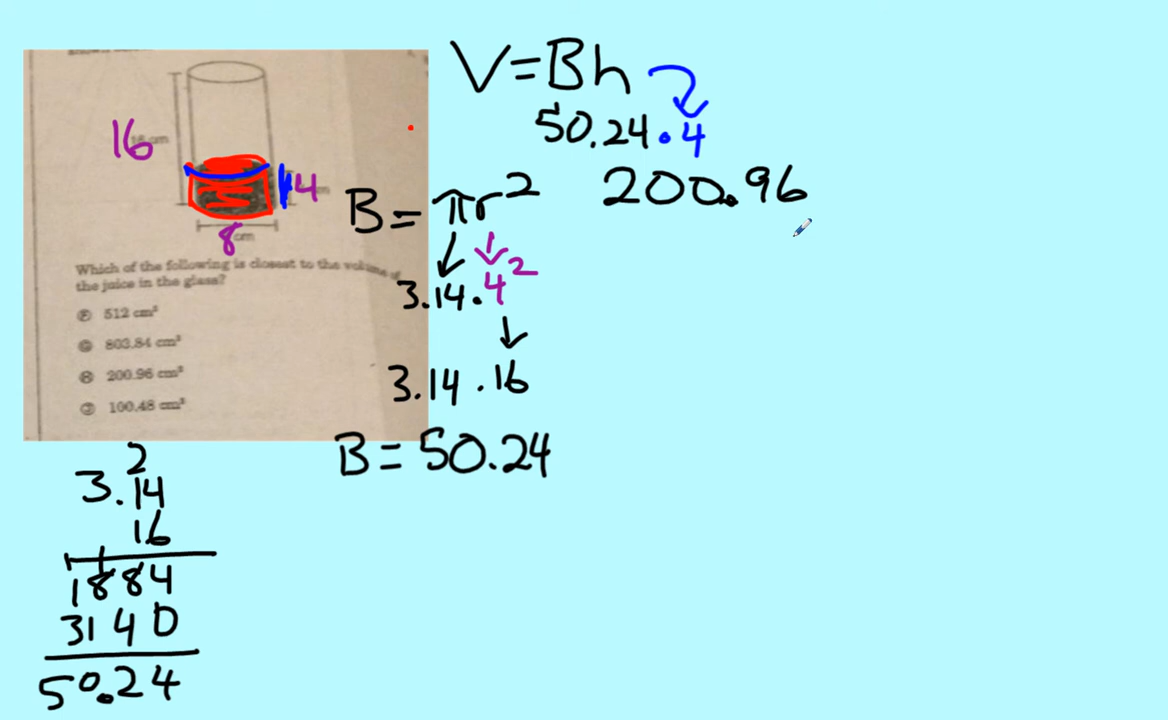 V=Bh
50.24.4
200.96
16
4
8cm
B=πr²
3.14.4²
3.14.16
B=50.24
Which of the following is closest to the volume of
the juice in the glass?
512 cm³
803.84 cm³
200.96 cm³
100.48 cm³
2
3.14
16
1884
3140
50.24